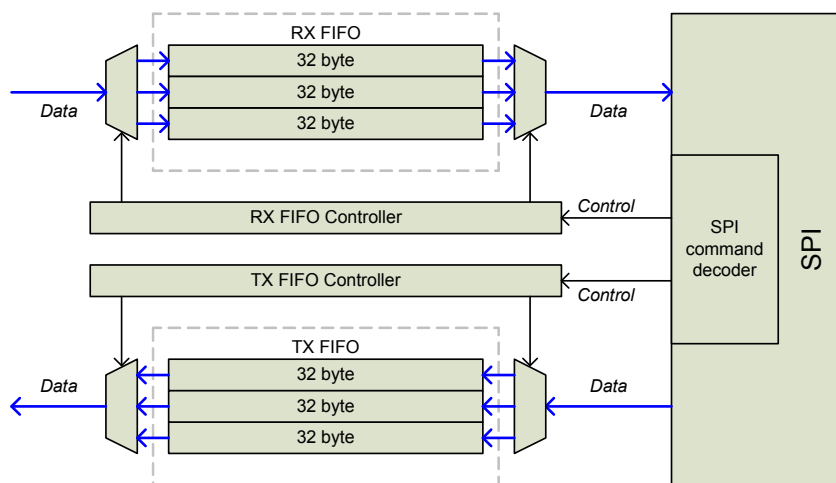 RX FIFO
32 byte
32 byte
32 byte
Data
Data
RX FIFO Controller
Control
SPI
command
decoder
SPI
TX FIFO Controller
Control
TX FIFO
32 byte
32 byte
32 byte
Data
Data